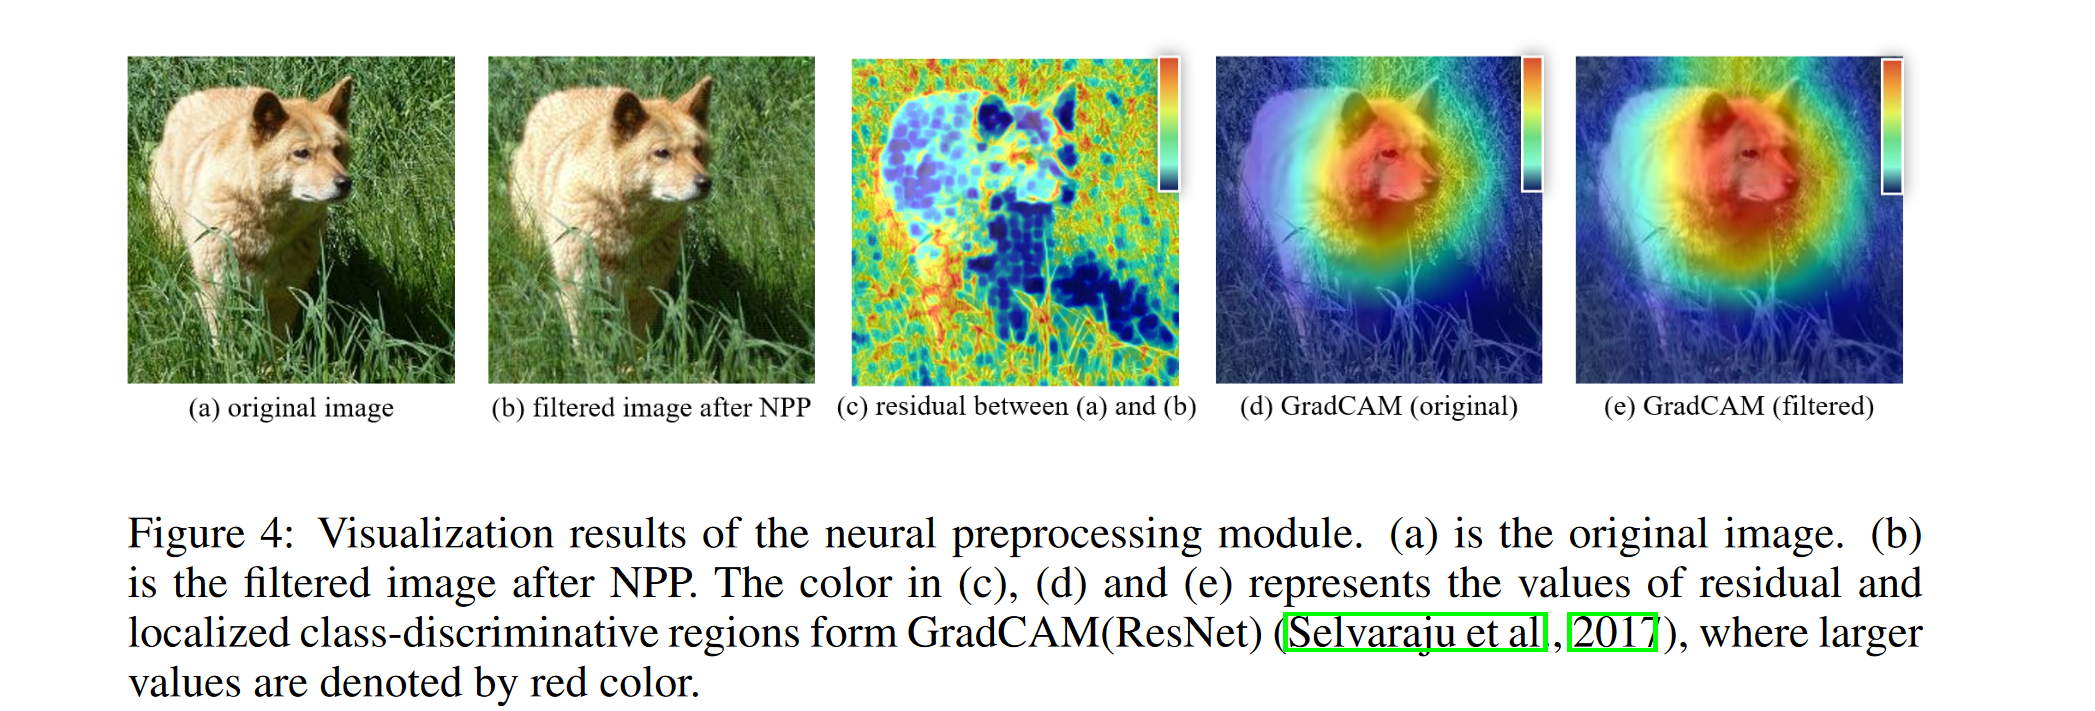 (a) original image
(b) filtered image after NPP
(c) residual between (a) and (b)
(d) GradCAM (original)
(e) GradCAM (filtered)
Figure 4: Visualization results of the neural preprocessing module. (a) is the original image. (b)
is the filtered image after NPP. The color in (c), (d) and (e) represents the values of residual and
localized class-discriminative regions form GradCAM(ResNet) (Selvaraju et al., 2017), where larger
values are denoted by red color.